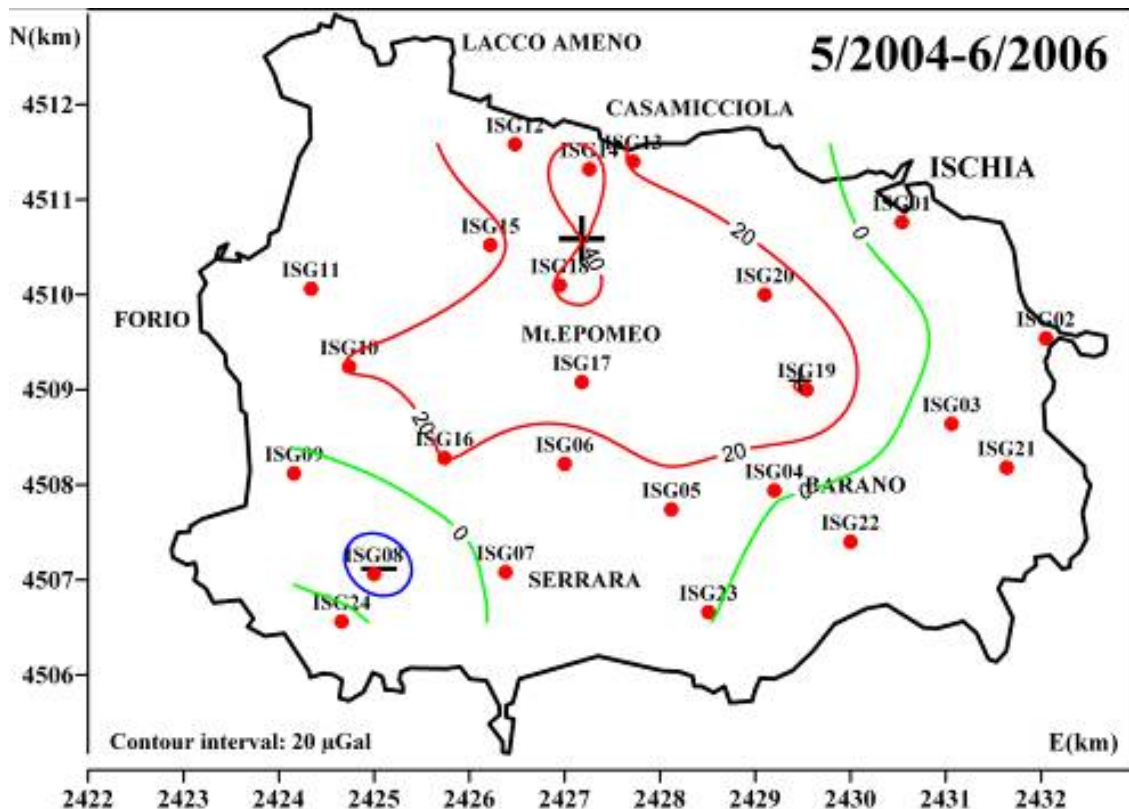 N(km)
LACCO AMENO
5/2004-6/2006
4512
CASAMICCIOLA
ISG12
ISG13
ISG14
ISCHIA
4511
ISG01
20
0
ISG15
40
ISG18
ISG20
ISG11
4510
FORIO
Mt.EPOMEO
ISG02
ISG10
ISG17
ISG19
4509
ISG03
20
ISG16
ISG06
20
ISG09
ISG04
ISG21
4508
ISG05
BARANO
0
0
ISG22
ISG08
ISG07
4507
SERRARA
ISG24
ISG23
4506
Contour interval: 20 μGal
E(km)
2422 2423 2424 2425 2426 2427 2428 2429 2430 2431 2432